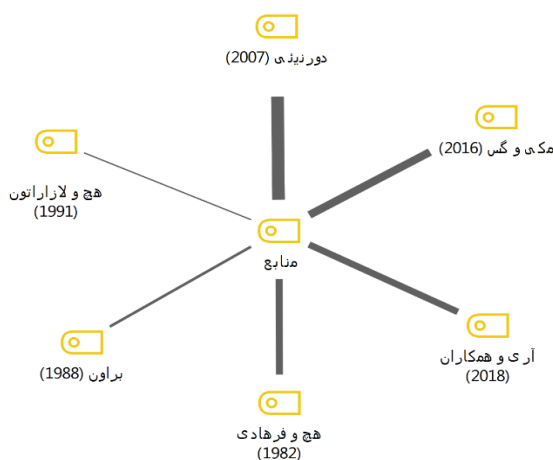 دورنیئی (2007)
مکی و گس (2016)
هچ و لازاراتون
(1991)
منابع
براون (1988)
آری و همکاران
(2018)
هچ و فرهادی
(1982)